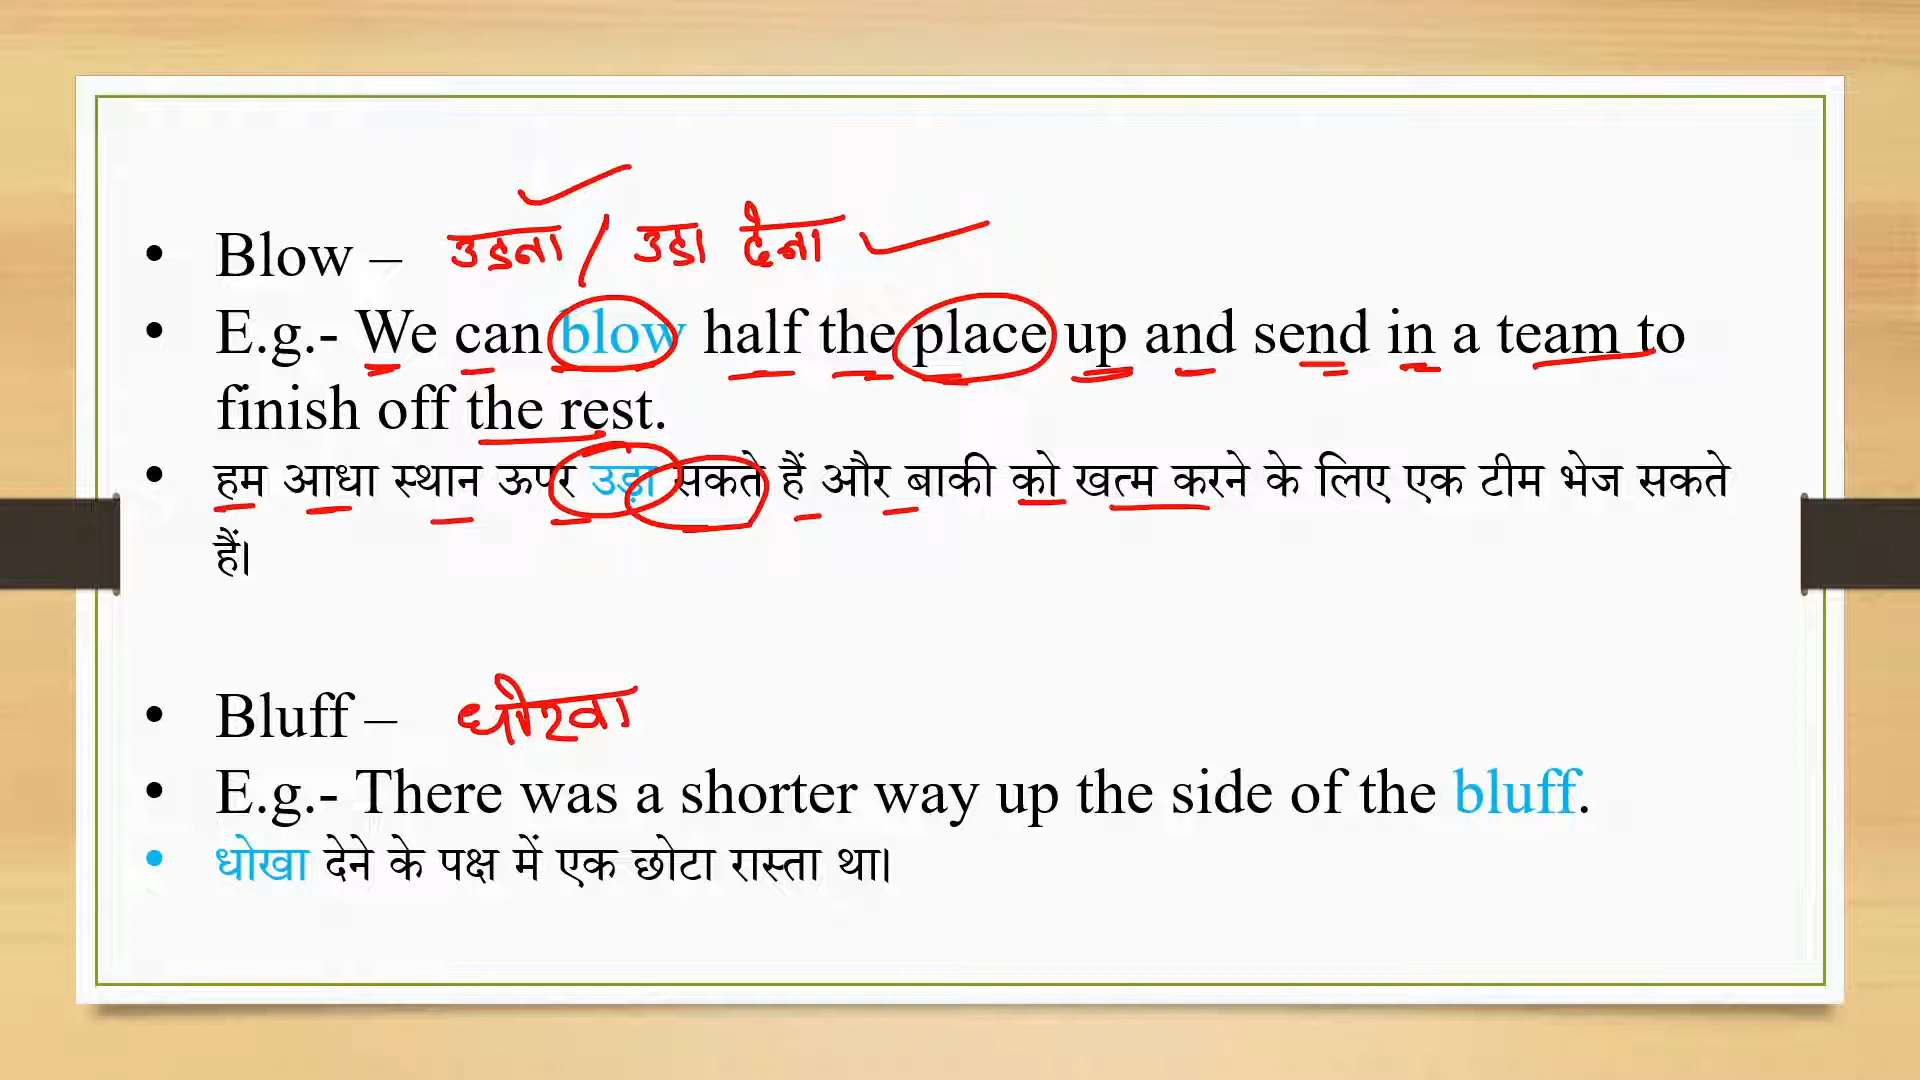 • Blow – उडना / उडा देना
• E.g.- We can blow half the place up and send in a team to
finish off the rest.
• हम आधा स्थान ऊपर उड़ा सकते हैं और बाकी को खत्म करने के लिए एक टीम भेज सकते
हैं।
• Bluff – धोखा
• E.g.- There was a shorter way up the side of the bluff.
• धोखा देने के पक्ष में एक छोटा रास्ता था।